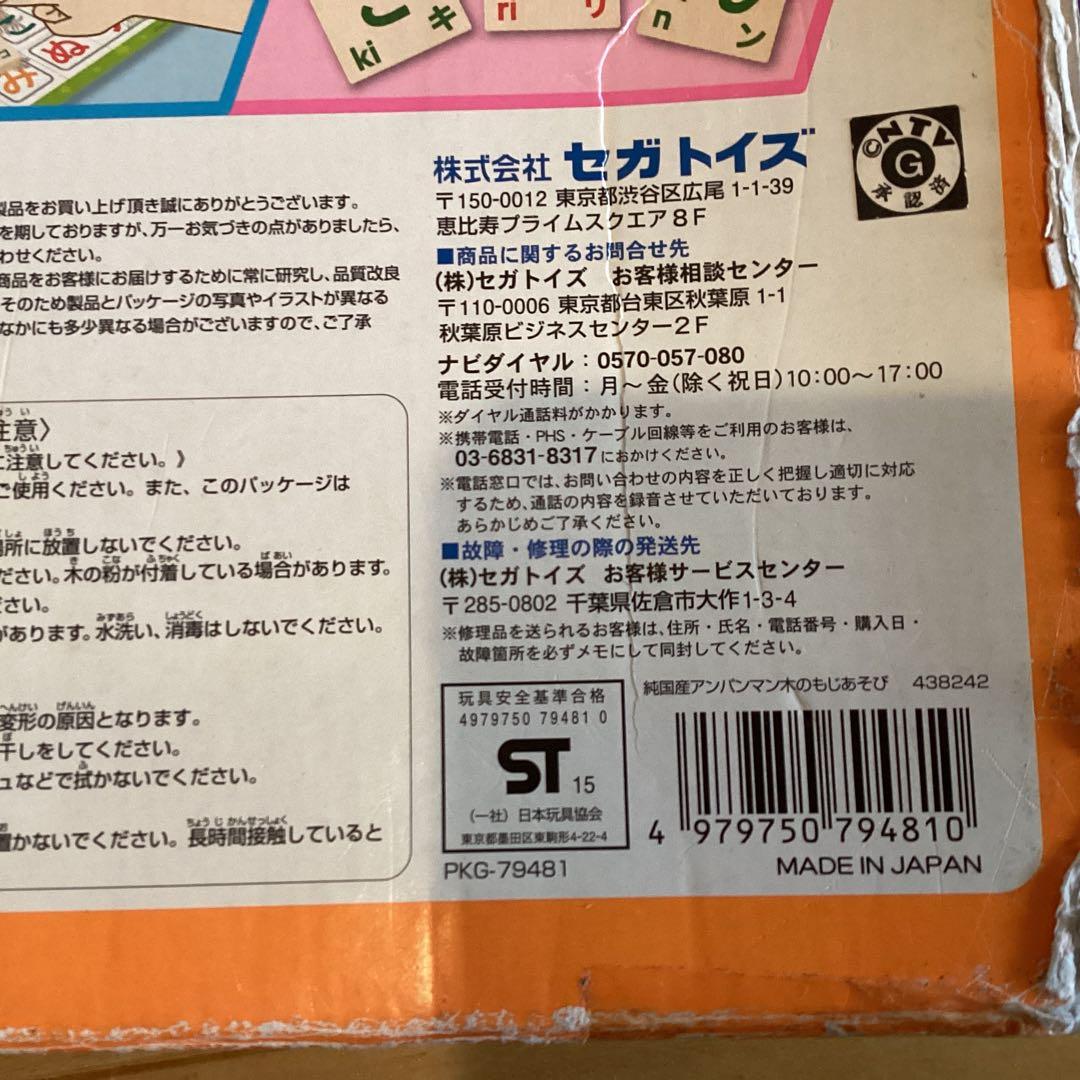 ki キ
ri リ
n ン
め
お
株式会社 セガトイズ
〒150-0012 東京都渋谷区広尾 1-1-39
恵比寿プライムスクエア8F
©NTV
G
承認済
製品をお買い上げ頂き誠にありがとうございます。
を期しておりますが、万一お気づきの点がありましたら、
わせください。
商品をお客様にお届けするために常に研究し、品質改良
そのため製品とパッケージの写真やイラストが異なる
なかにも多少異なる場合がございますので、ご了承
■商品に関するお問合せ先
(株)セガトイズ お客様相談センター
〒110-0006 東京都台東区秋葉原 1-1
秋葉原ビジネスセンター2F
ナビダイヤル：0570-057-080
電話受付時間：月～金(除く祝日)10:00～17:00
※ダイヤル通話料がかかります。
※携帯電話・PHS・ケーブル回線等をご利用のお客様は、
03-6831-8317におかけください。
※電話窓口では、お問い合わせの内容を正しく把握し適切に対応
するため、通話の内容を録音させていただいております。
あらかじめご了承ください。
■故障・修理の際の発送先
(株)セガトイズ お客様サービスセンター
〒285-0802 千葉県佐倉市大作1-3-4
※修理品を送られるお客様は、住所・氏名・電話番号・購入日・
故障箇所を必ずメモにして同封してください。
注意〉
に注意してください。》
ご使用ください。また、このパッケージは
場所に放置しないでください。
ださい。木の粉が付着している場合があります。
ださい。
があります。水洗い、消毒はしないでください。
変形の原因となります。
干しをしてください。
ュなどで拭かないでください。
置かないでください。長時間接触していると
玩具安全基準合格
4979750 79481 0
ST 15
(一社) 日本玩具協会
東京都墨田区東駒形4-22-4
PKG-79481
純国産アンパンマン木のもじあそび 438242
4 979750 794810
MADE IN JAPAN